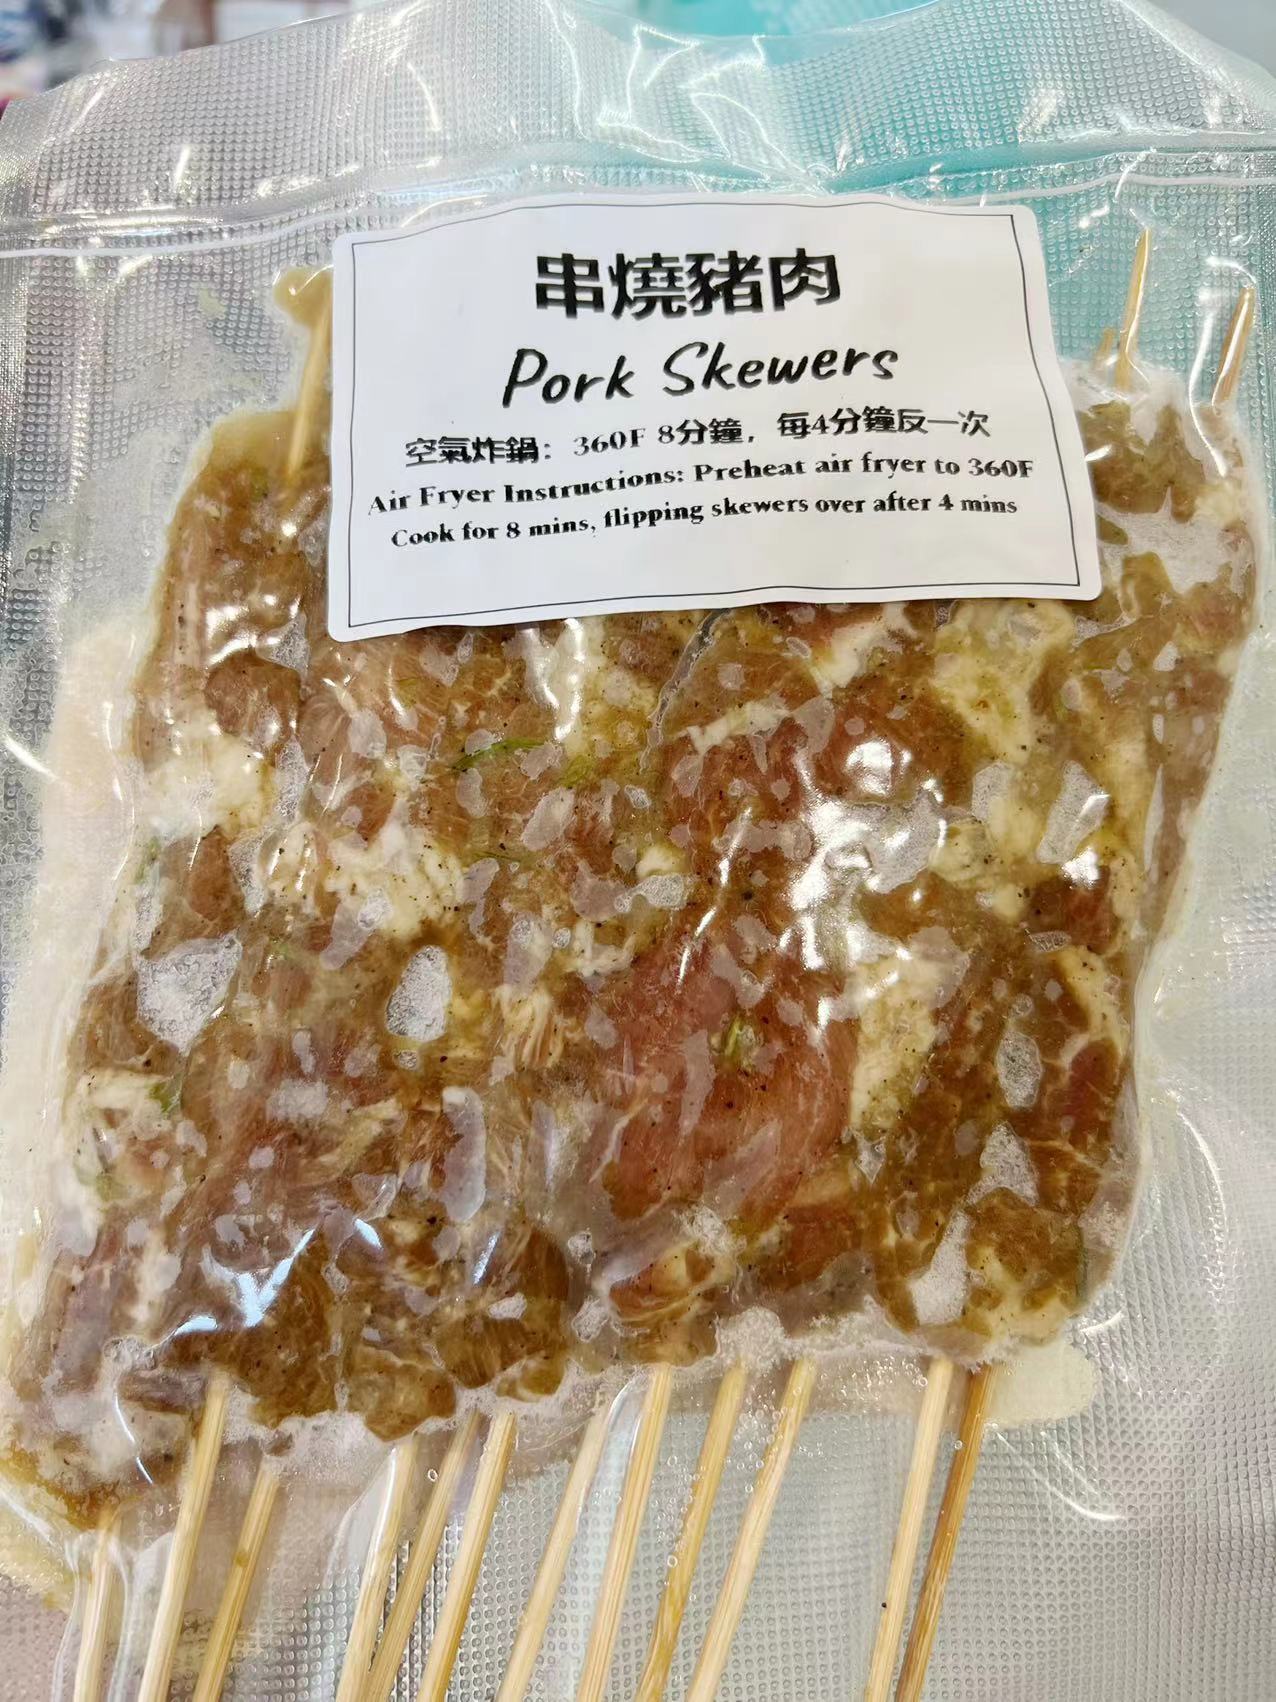 串燒豬肉
Pork Skewers
空氣炸鍋：360F 8分鐘，每4分鐘反一次
Air Fryer Instructions: Preheat air fryer to 360F
Cook for 8 mins, flipping skewers over after 4 mins